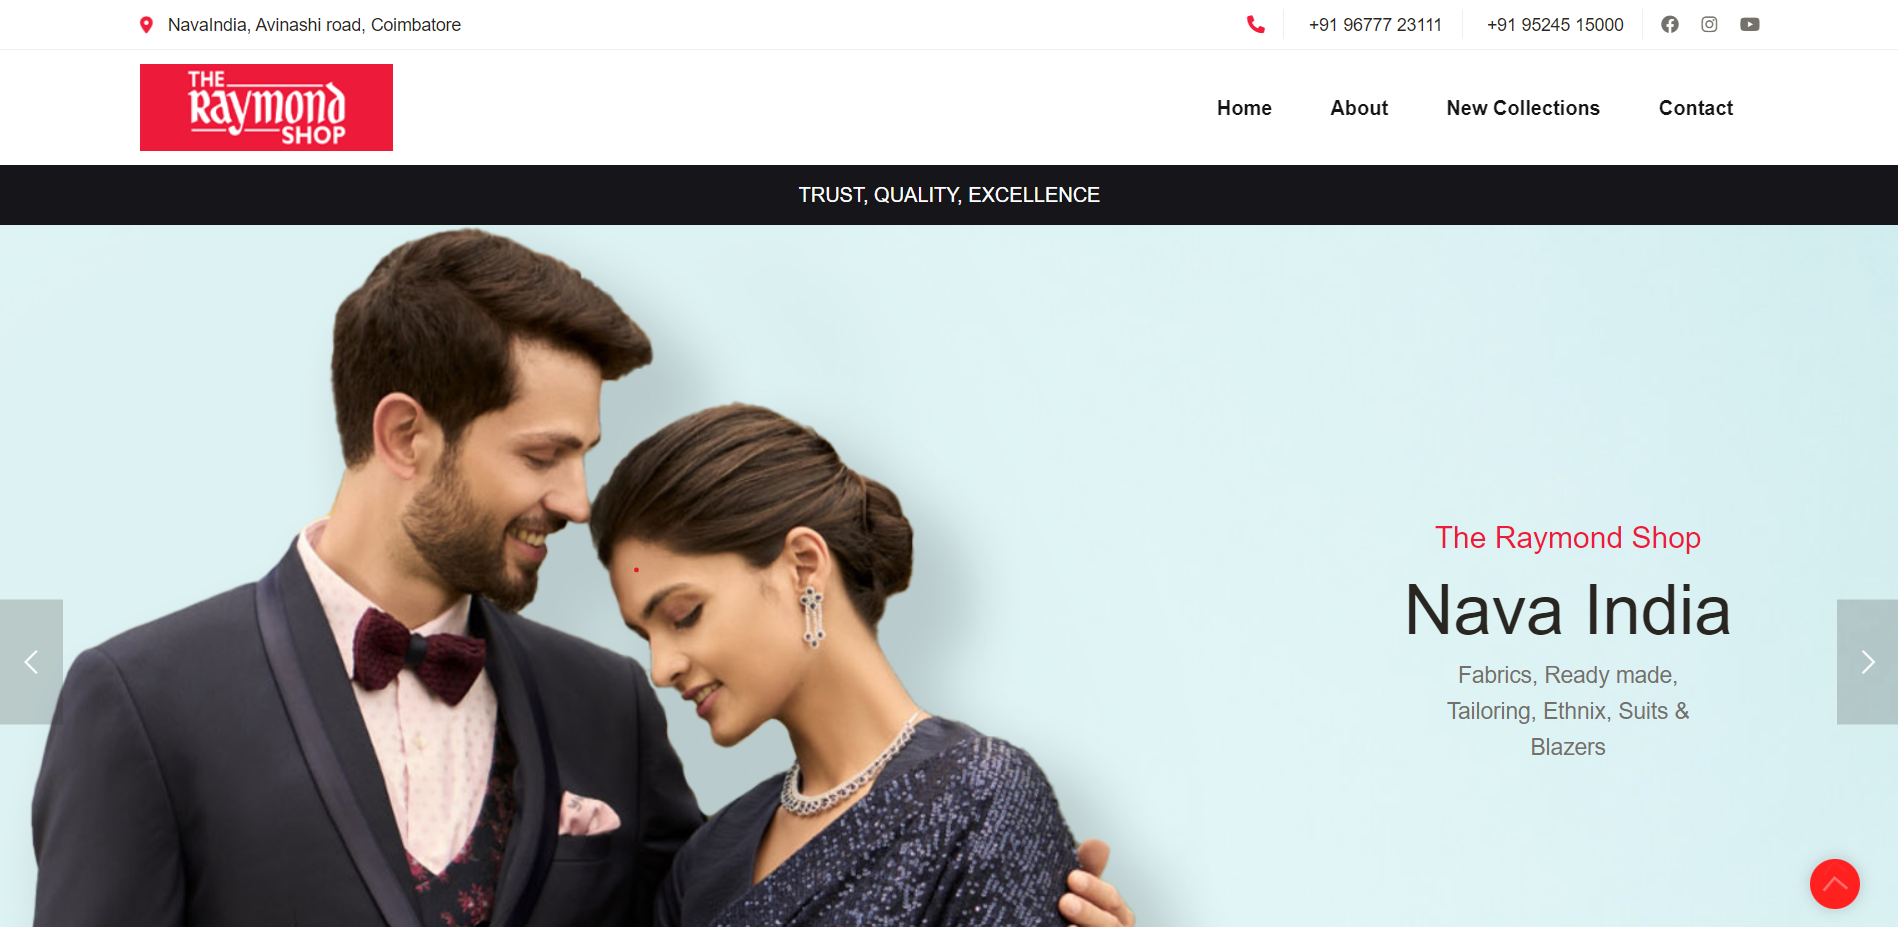 NavaIndia, Avinashi road, Coimbatore
+91 96777 23111
+91 95245 15000
THE
Raymond
SHOP
Home
About
New Collections
Contact
TRUST, QUALITY, EXCELLENCE
The Raymond Shop
Nava India
Fabrics, Ready made,
Tailoring, Ethnix, Suits &
Blazers